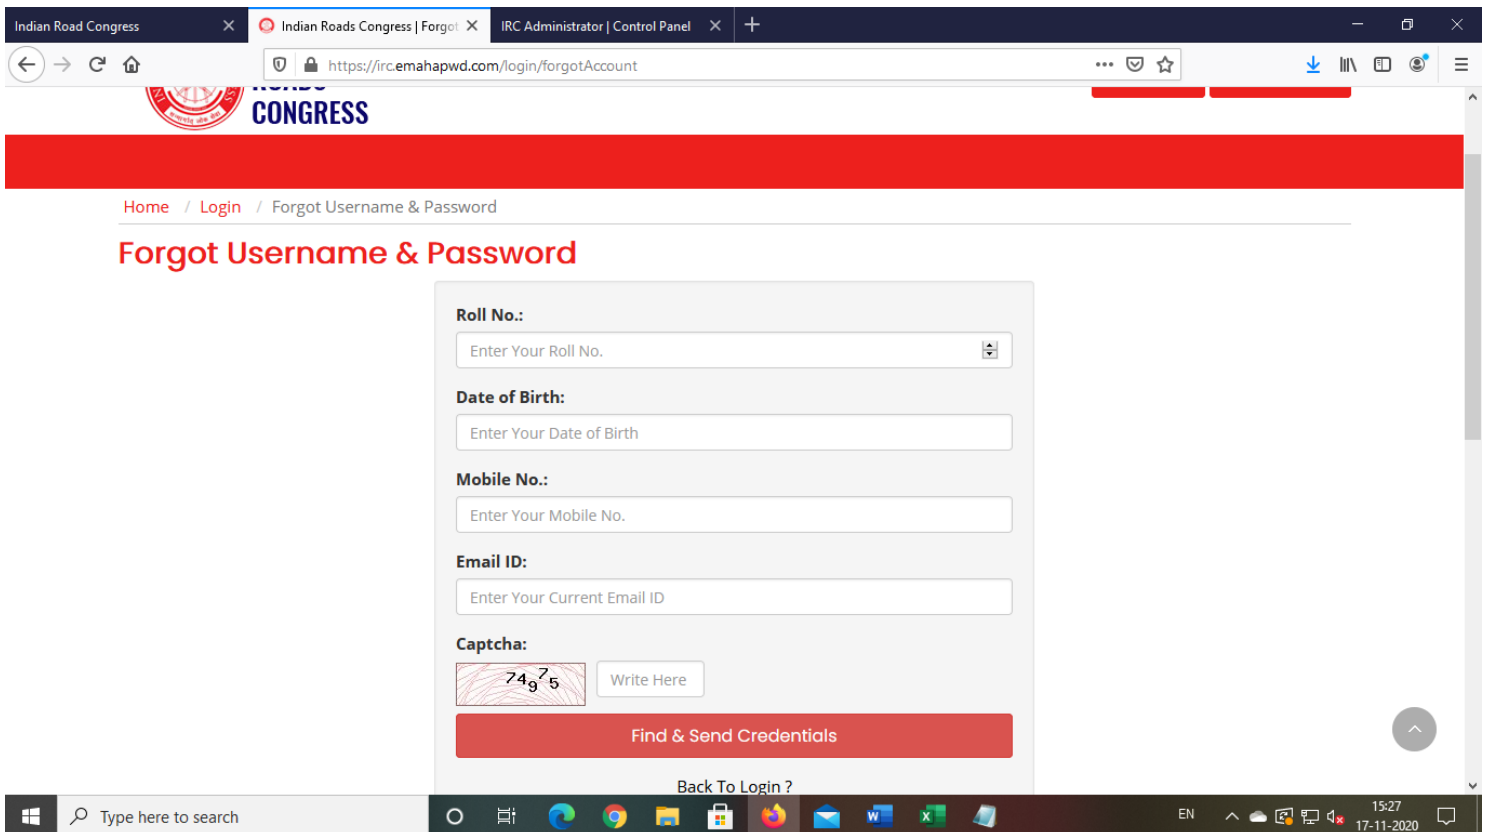 Indian Road Congress
Indian Roads Congress | Forgot
IRC Administrator | Control Panel
https://irc.emahapwd.com/login/forgotAccount
CONGRESS
Home / Login / Forgot Username & Password
Forgot Username & Password
Roll No.:
Enter Your Roll No.
Date of Birth:
Enter Your Date of Birth
Mobile No.:
Enter Your Mobile No.
Email ID:
Enter Your Current Email ID
Captcha:
74975
Write Here
Find & Send Credentials
Back To Login ?
Type here to search
EN
15:27
17-11-2020